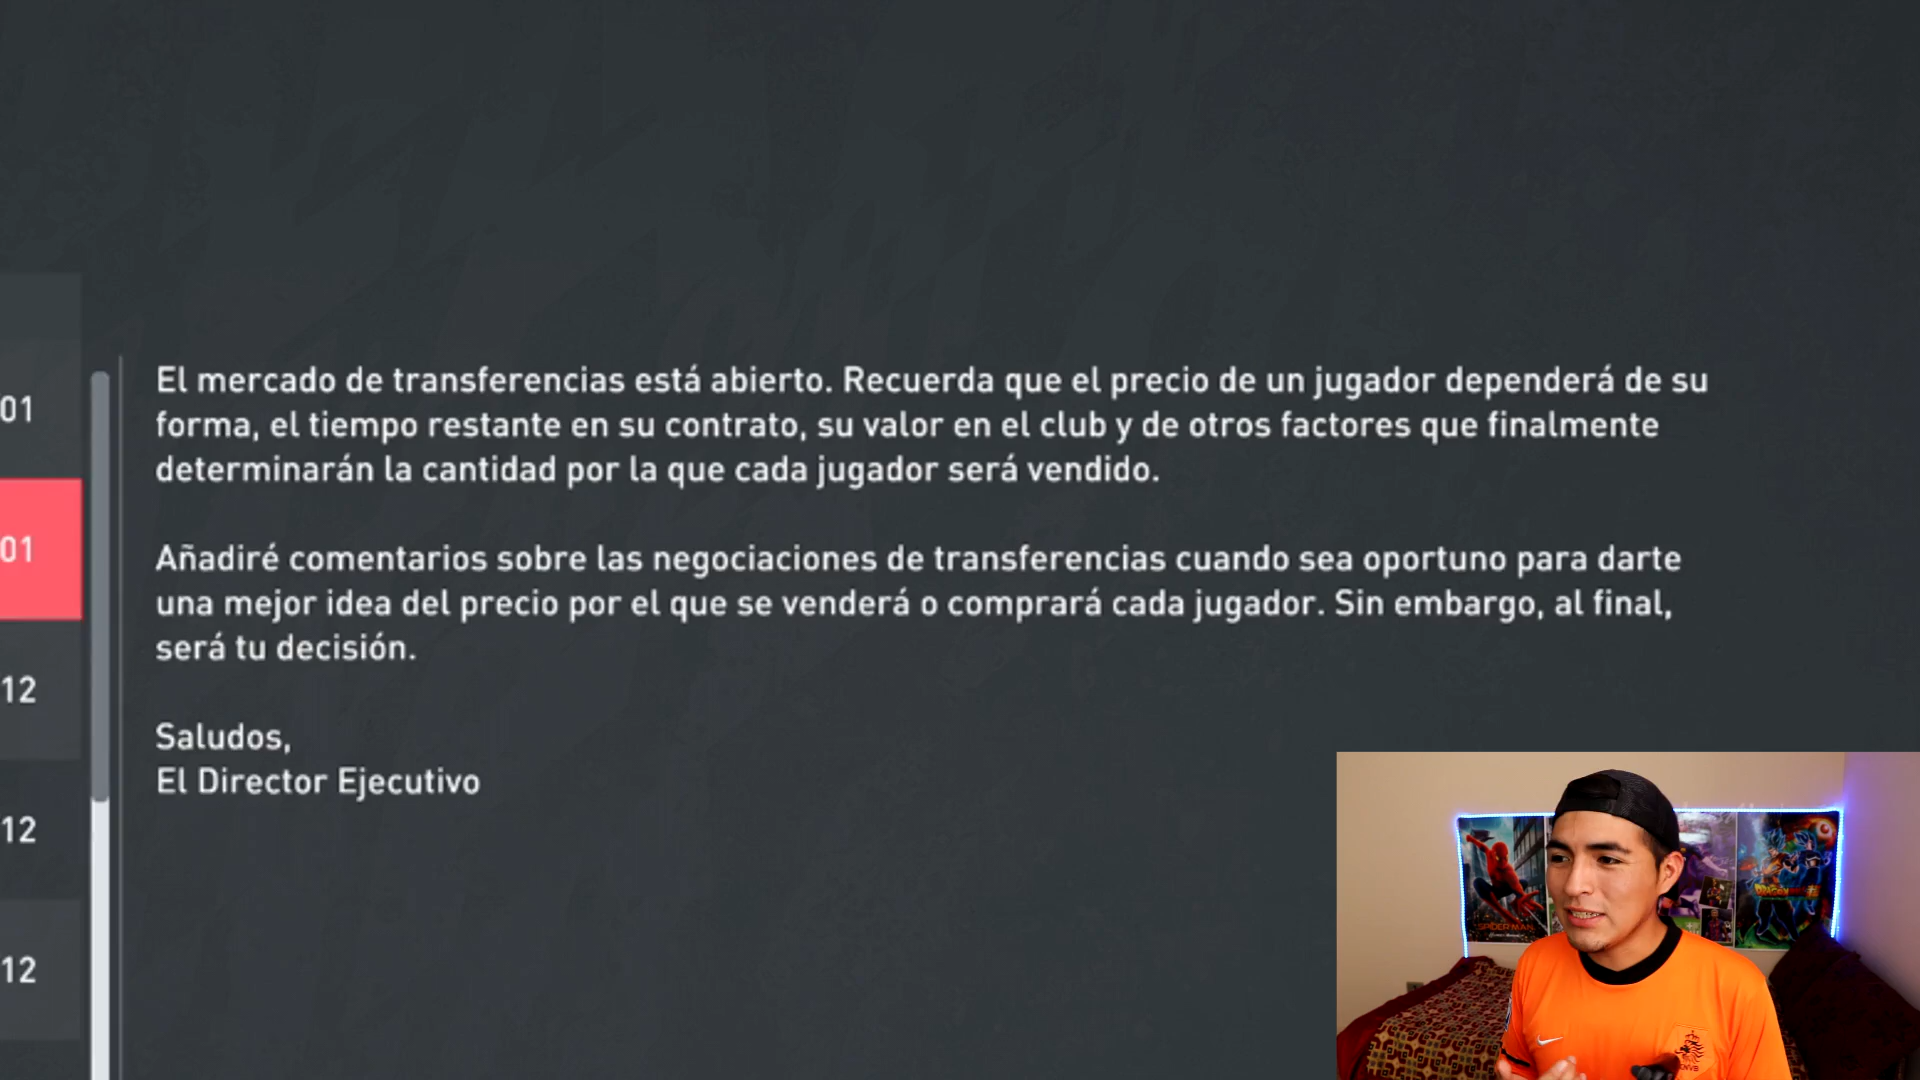 01
01
12
12
12
El mercado de transferencias está abierto. Recuerda que el precio de un jugador dependerá de su
forma, el tiempo restante en su contrato, su valor en el club y de otros factores que finalmente
determinarán la cantidad por la que cada jugador será vendido.
Añadiré comentarios sobre las negociaciones de transferencias cuando sea oportuno para darte
una mejor idea del precio por el que se venderá o comprará cada jugador. Sin embargo, al final,
será tu decisión.
Saludos,
El Director Ejecutivo
SPIDER-MAN
DRAGON
KNVB